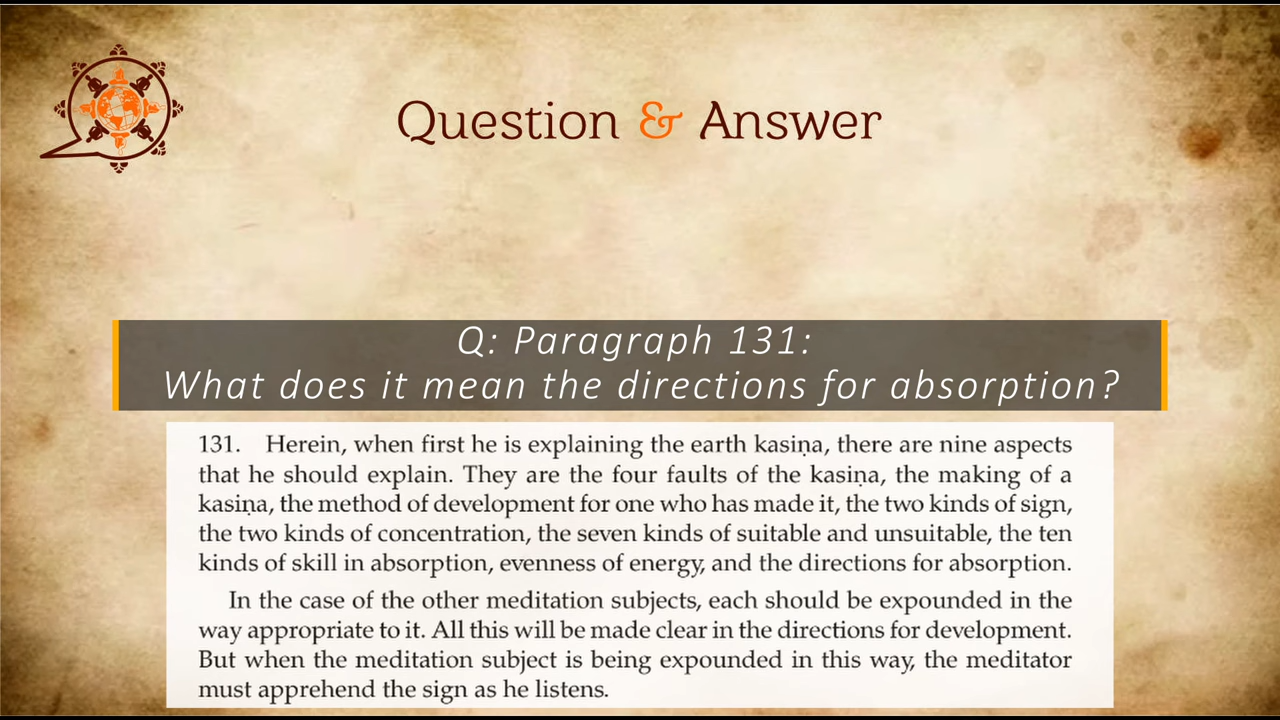 Question & Answer
Q: Paragraph 131:
What does it mean the directions for absorption?
131. Herein, when first he is explaining the earth kasiṇa, there are nine aspects
that he should explain. They are the four faults of the kasiṇa, the making of a
kasiṇa, the method of development for one who has made it, the two kinds of sign,
the two kinds of concentration, the seven kinds of suitable and unsuitable, the ten
kinds of skill in absorption, evenness of energy, and the directions for absorption.
In the case of the other meditation subjects, each should be expounded in the
way appropriate to it. All this will be made clear in the directions for development.
But when the meditation subject is being expounded in this way, the meditator
must apprehend the sign as he listens.